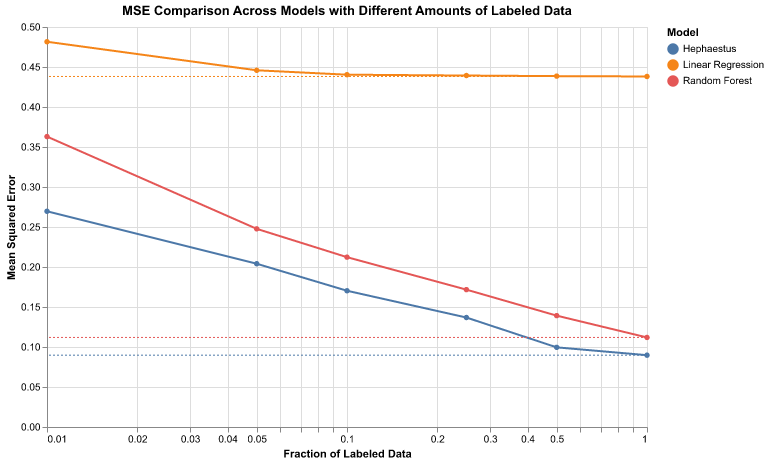 MSE Comparison Across Models with Different Amounts of Labeled Data
Model
Hephaestus
Linear Regression
Random Forest
Mean Squared Error
0.50
0.45
0.40
0.35
0.30
0.25
0.20
0.15
0.10
0.05
0.00
0.01 0.02 0.03 0.04 0.05 0.1 0.2 0.3 0.4 0.5 1
Fraction of Labeled Data